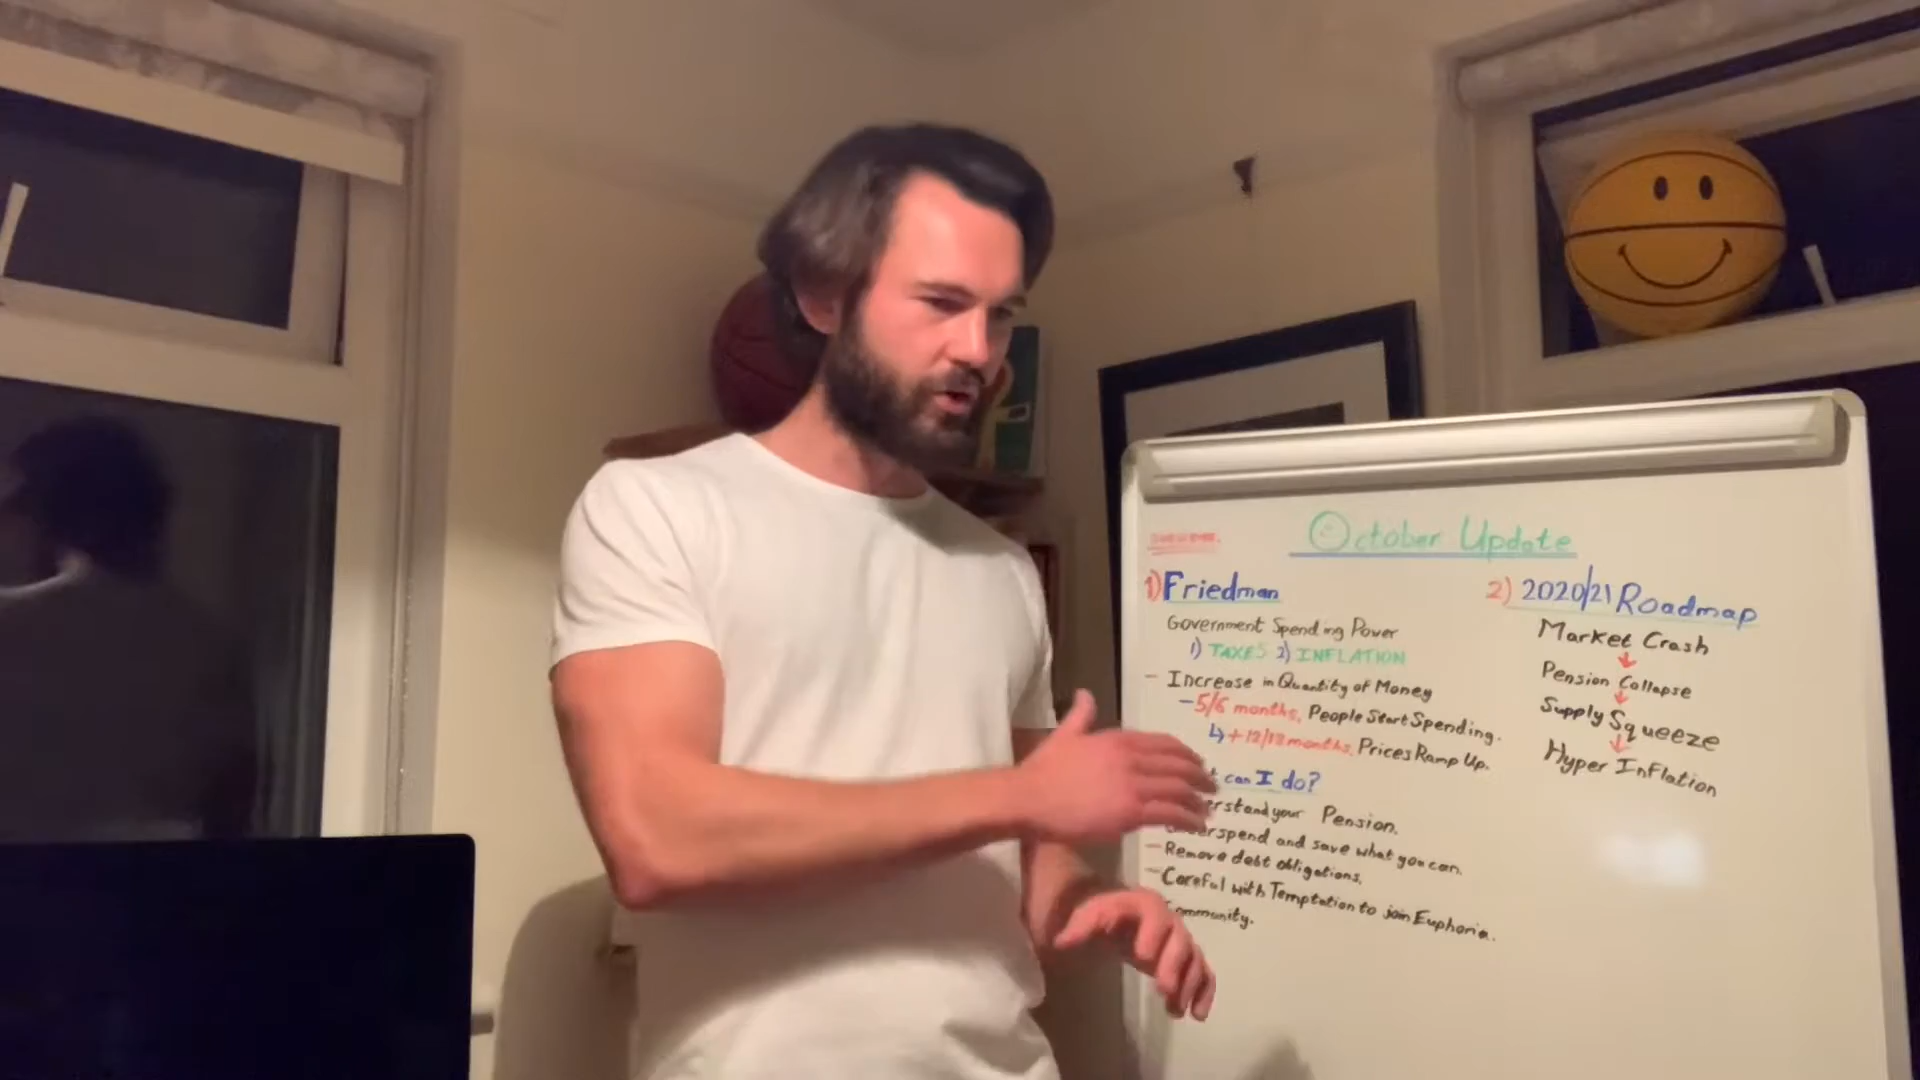 October Update
1) Friedman
Government Spending Power
1) TAXES 2) INFLATION
- Increase in Quantity of Money
- 5/6 months, People Start Spending.
↳ + 12/18 months, Prices Ramp Up.
can I do?
your Pension.
and save what you can.
- Remove debt obligations.
- Careful with Temptation to join Euphoria.
2) 2020/21 Roadmap
Market Crash
↓
Pension Collapse
↓
Supply Squeeze
↓
Hyper Inflation